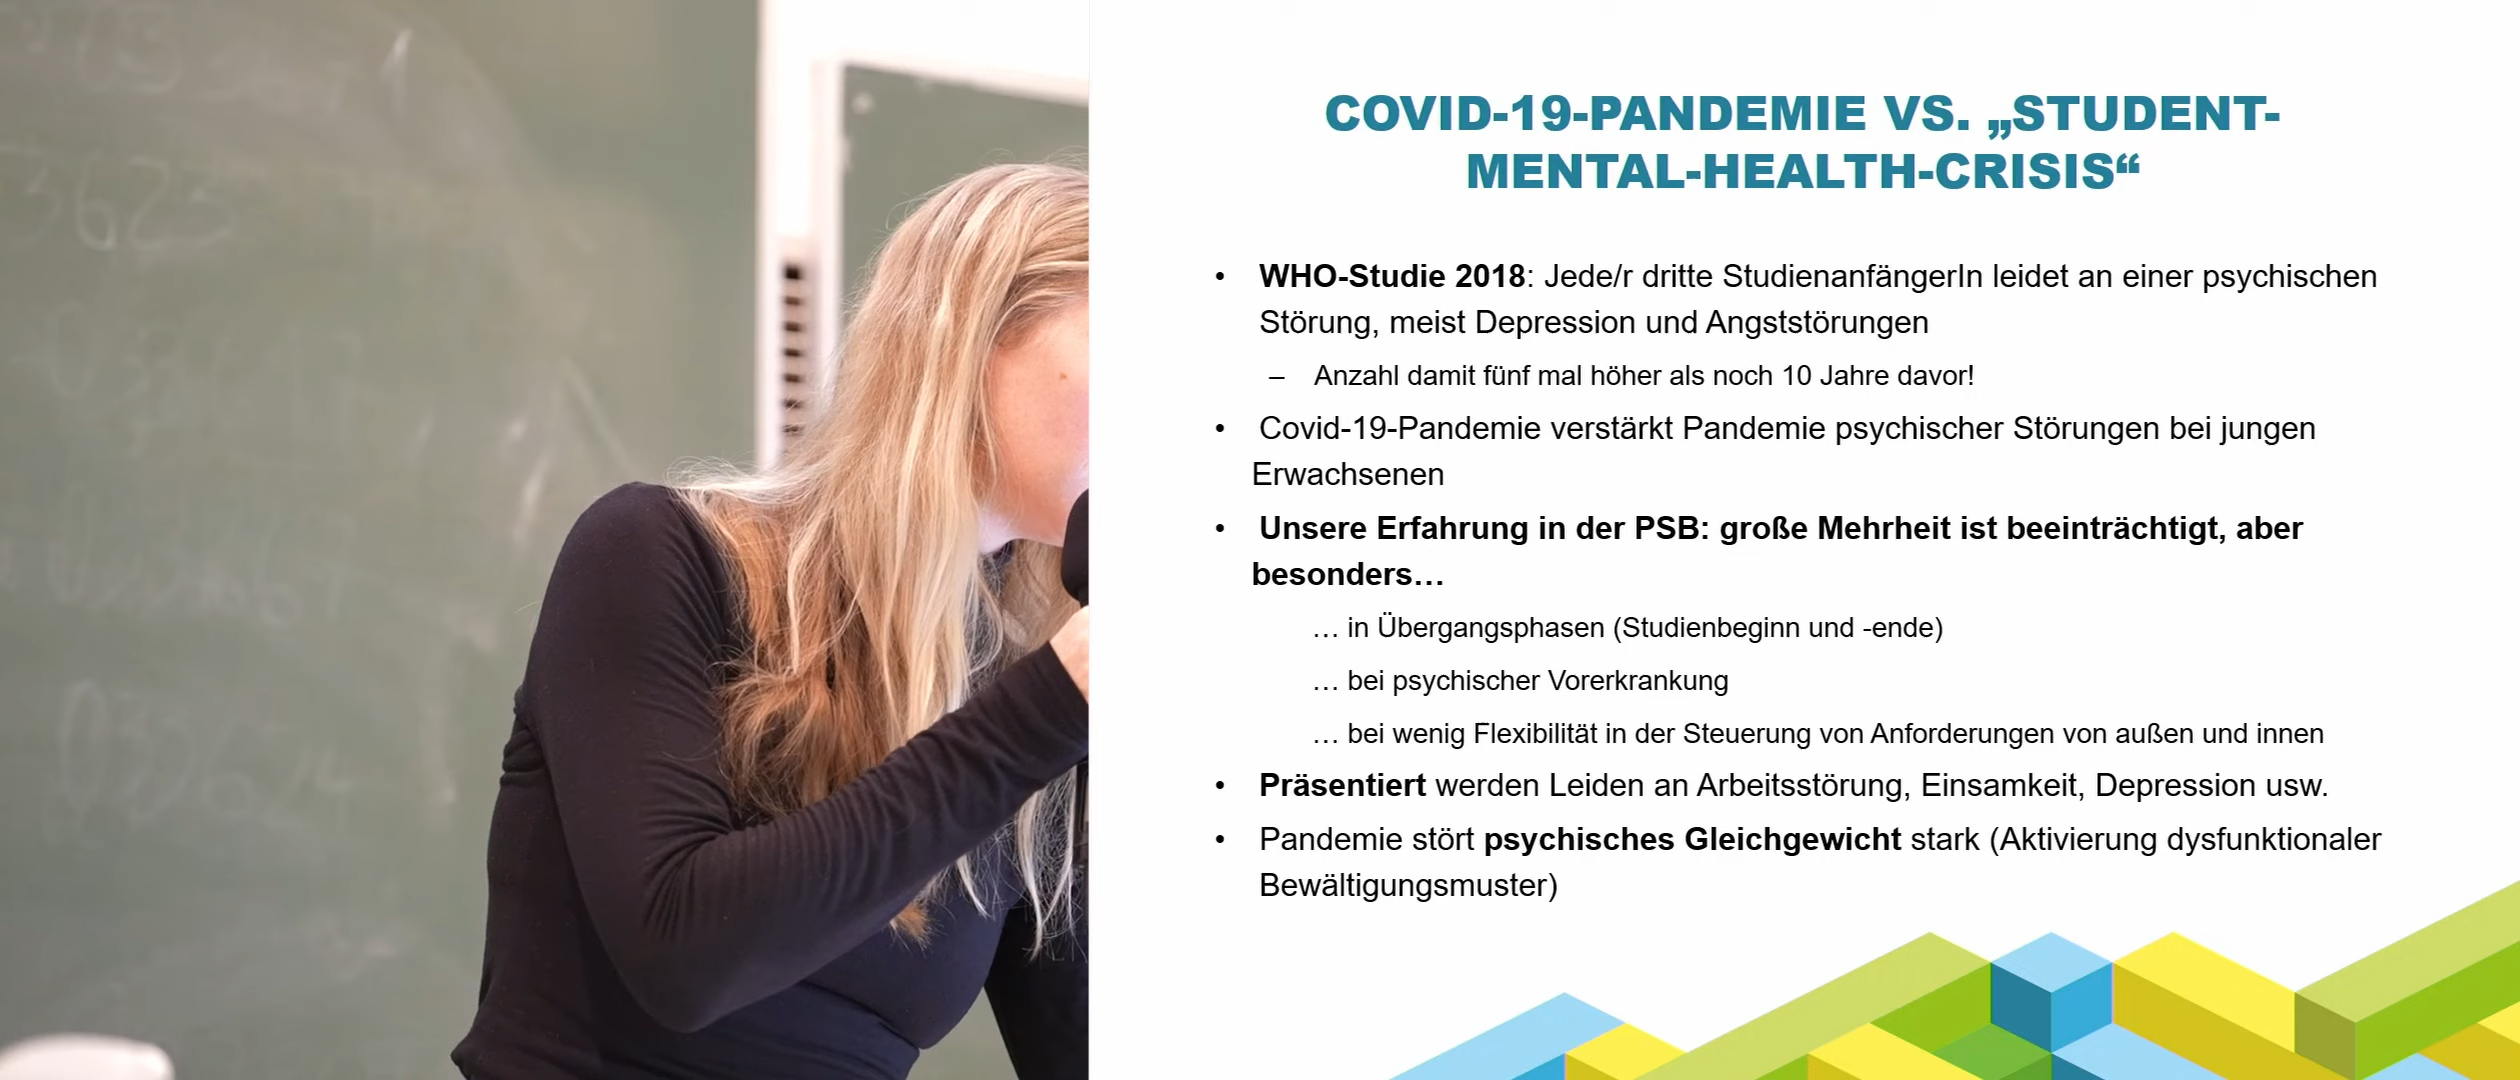 COVID-19-PANDEMIE VS. „STUDENT-
MENTAL-HEALTH-CRISIS“
• WHO-Studie 2018: Jede/r dritte StudienanfängerIn leidet an einer psychischen
Störung, meist Depression und Angststörungen
– Anzahl damit fünf mal höher als noch 10 Jahre davor!
• Covid-19-Pandemie verstärkt Pandemie psychischer Störungen bei jungen
Erwachsenen
• Unsere Erfahrung in der PSB: große Mehrheit ist beeinträchtigt, aber
besonders…
… in Übergangsphasen (Studienbeginn und -ende)
… bei psychischer Vorerkrankung
… bei wenig Flexibilität in der Steuerung von Anforderungen von außen und innen
• Präsentiert werden Leiden an Arbeitsstörung, Einsamkeit, Depression usw.
• Pandemie stört psychisches Gleichgewicht stark (Aktivierung dysfunktionaler
Bewältigungsmuster)